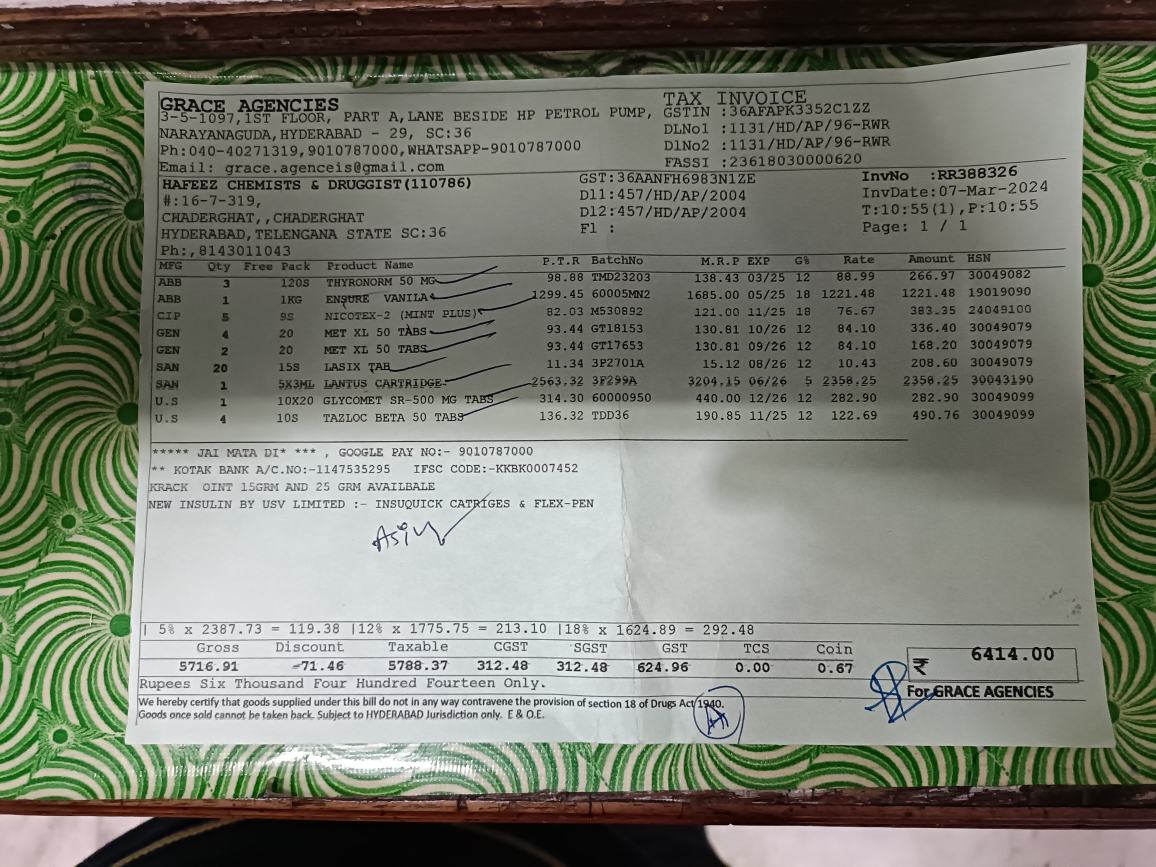 GRACE AGENCIES
3-5-1097,1ST FLOOR, PART A,LANE BESIDE HP PETROL PUMP,
NARAYANAGUDA,HYDERABAD - 29, SC:36
Ph:040-40271319,9010787000,WHATSAPP-9010787000
Email: grace.agenceis@gmail.com
TAX INVOICE
GSTIN :36AFAPK3352C1ZZ
DLNo1 :1131/HD/AP/96-RWR
DlNo2 :1131/HD/AP/96-RWR
FASSI :23618030000620
HAFEEZ CHEMISTS & DRUGGIST(110786)
#:16-7-319,
CHADERGHAT,,CHADERGHAT
HYDERABAD,TELENGANA STATE SC:36
Ph:,8143011043
GST:36AANFH6983N1ZE
Dl1:457/HD/AP/2004
Dl2:457/HD/AP/2004
Fl :
InvNo :RR388326
InvDate:07-Mar-2024
T:10:55(1),P:10:55
Page: 1 / 1
MFG Qty Free Pack Product Name P.T.R BatchNo M.R.P EXP G% Rate Amount HSN
ABB 3 120S THYRONORM 50 MG 98.88 TMD23203 138.43 03/25 12 88.99 266.97 30049082
ABB 1 1KG ENSURE VANILA 1299.45 60005MN2 1685.00 05/25 18 1221.48 1221.48 19019090
CIP 5 9S NICOTEX-2 (MINT PLUS) 82.03 M530892 121.00 11/25 18 76.67 383.35 24049100
GEN 4 20 MET XL 50 TABS 93.44 GT18153 130.81 10/26 12 84.10 336.40 30049079
GEN 2 20 MET XL 50 TABS 93.44 GT17653 130.81 09/26 12 84.10 168.20 30049079
SAN 20 15S LASIX TAB 11.34 3P2701A 15.12 08/26 12 10.43 208.60 30049079
SAN 1 5X3ML LANTUS CARTRIDGE 2563.32 3F299A 3204.15 06/26 5 2358.25 2358.25 30043190
U.S 1 10X20 GLYCOMET SR-500 MG TABS 314.30 60000950 440.00 12/26 12 282.90 282.90 30049099
U.S 4 10S TAZLOC BETA 50 TABS 136.32 TDD36 190.85 11/25 12 122.69 490.76 30049099
***** JAI MATA DI* *** , GOOGLE PAY NO:- 9010787000
** KOTAK BANK A/C.NO:-1147535295 IFSC CODE:-KKBK0007452
KRACK OINT 15GRM AND 25 GRM AVAILBALE
NEW INSULIN BY USV LIMITED :- INSUQUICK CATRIGES & FLEX-PEN
| 5% x 2387.73 = 119.38 |12% x 1775.75 = 213.10 |18% x 1624.89 = 292.48
Gross Discount Taxable CGST SGST GST TCS Coin
5716.91 -71.46 5788.37 312.48 312.48 624.96 0.00 0.67
₹ 6414.00
Rupees Six Thousand Four Hundred Fourteen Only.
For GRACE AGENCIES
We hereby certify that goods supplied under this bill do not in any way contravene the provision of section 18 of Drugs Act 1940.
Goods once sold cannot be taken back. Subject to HYDERABAD Jurisdiction only. E & O.E.